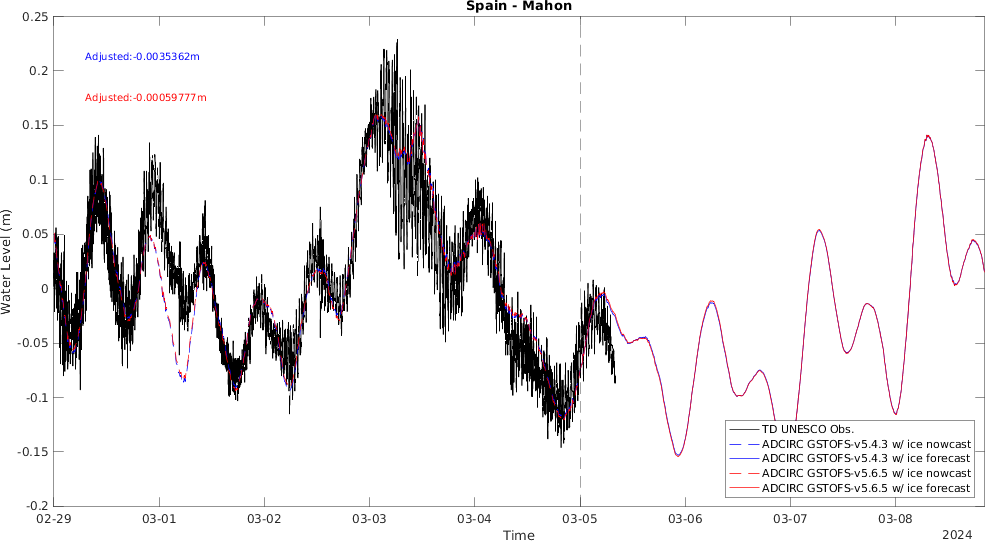 Spain - Mahon
0.25
0.2
0.15
0.1
0.05
0
-0.05
-0.1
-0.15
-0.2
Water Level (m)
Adjusted:-0.0035362m
Adjusted:-0.00059777m
TD UNESCO Obs.
ADCIRC GSTOFS-v5.4.3 w/ ice nowcast
ADCIRC GSTOFS-v5.4.3 w/ ice forecast
ADCIRC GSTOFS-v5.6.5 w/ ice nowcast
ADCIRC GSTOFS-v5.6.5 w/ ice forecast
02-29 03-01 03-02 03-03 03-04 03-05 03-06 03-07 03-08
Time
2024